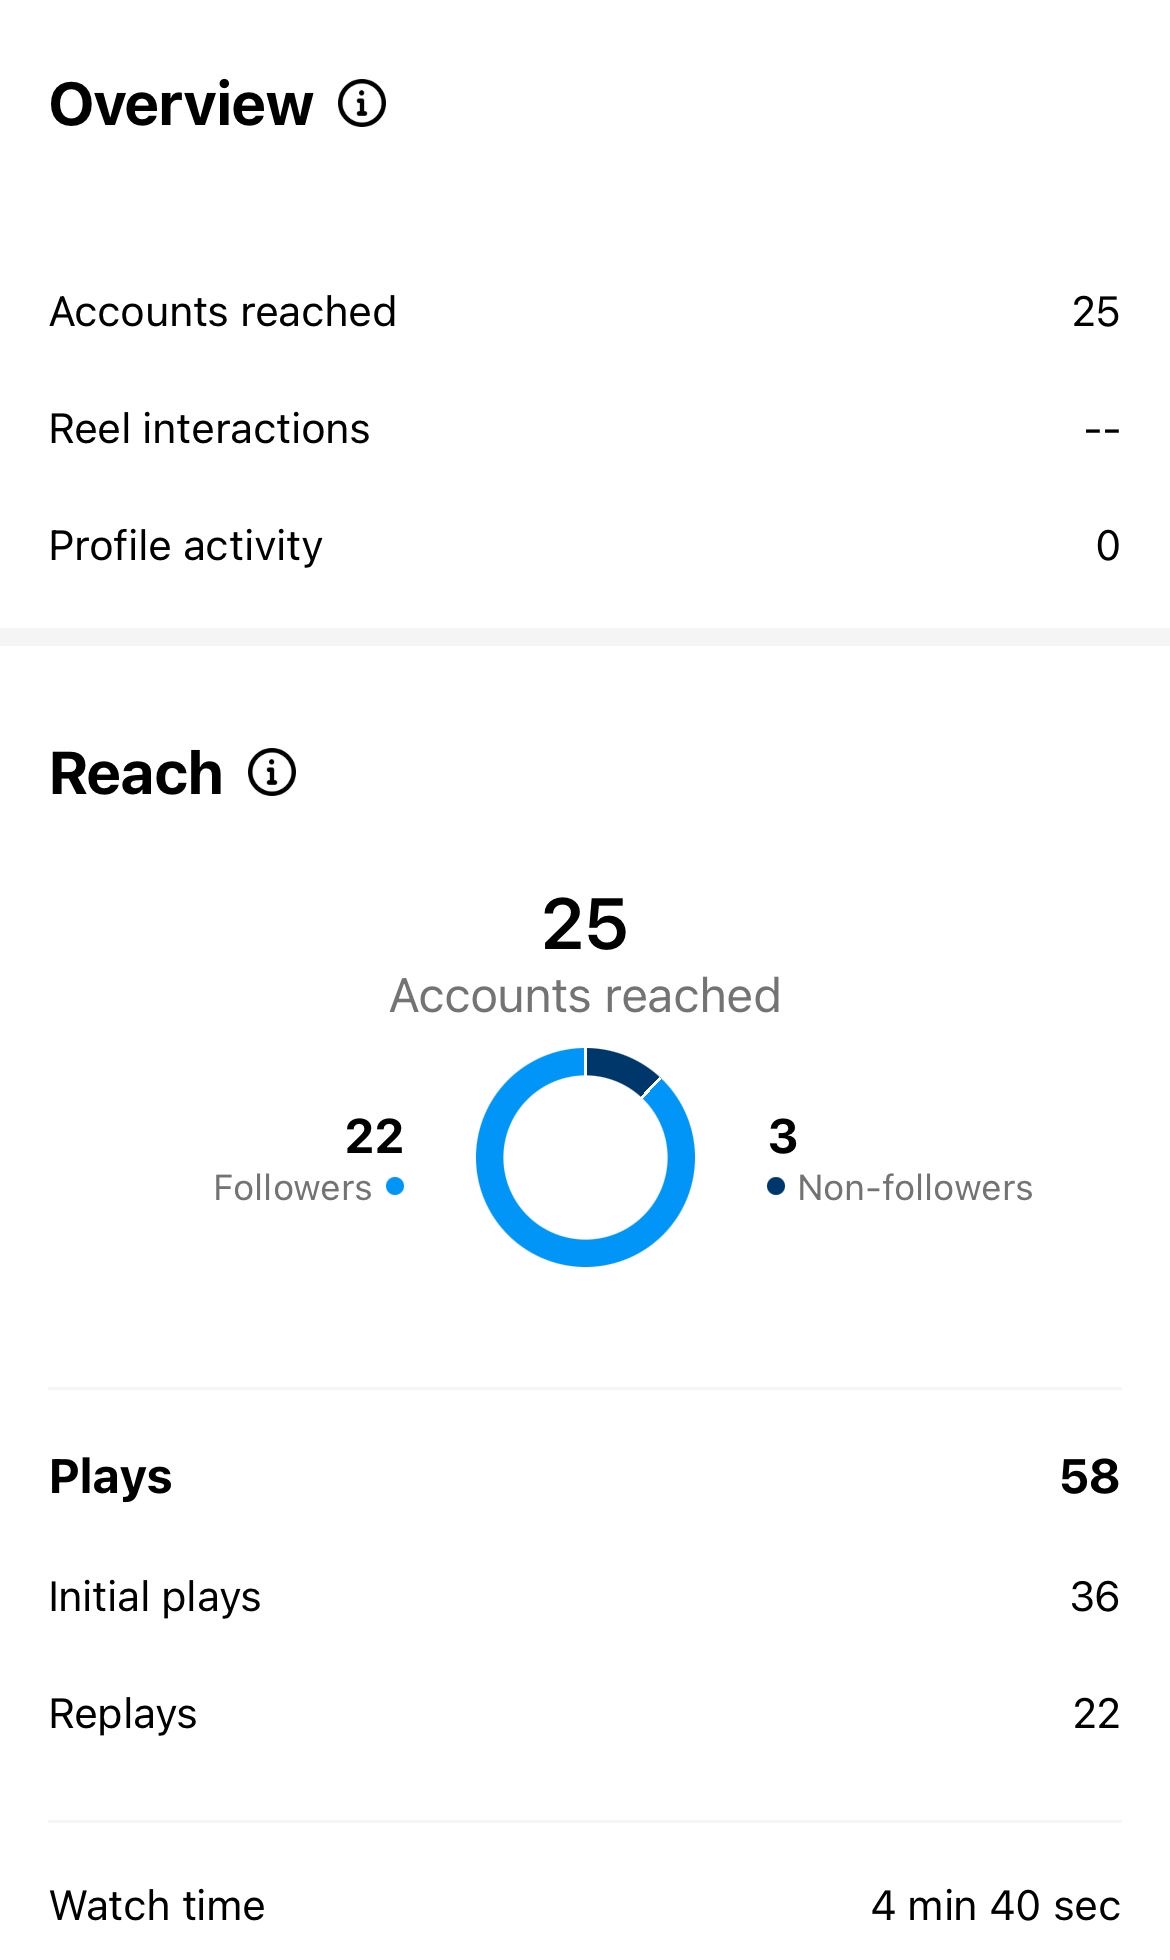 Overview
Accounts reached 25
Reel interactions --
Profile activity 0
Reach
25
Accounts reached
22
Followers
3
Non-followers
Plays 58
Initial plays 36
Replays 22
Watch time 4 min 40 sec